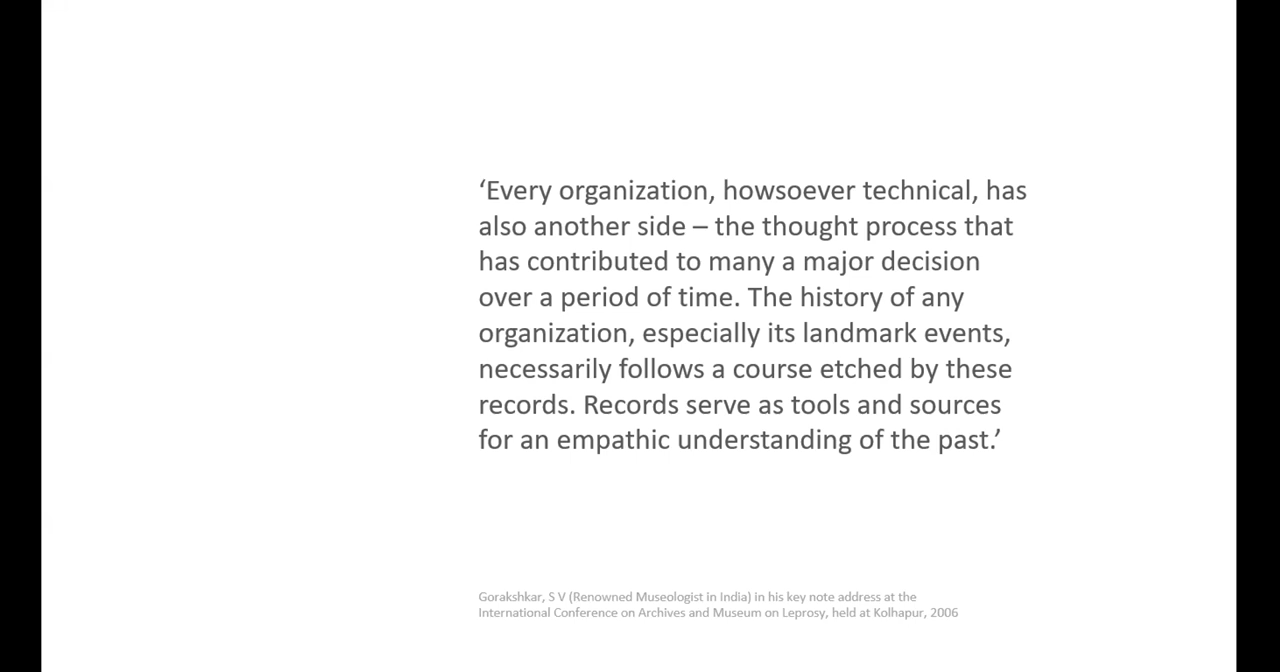 ‘Every organization, howsoever technical, has
also another side – the thought process that
has contributed to many a major decision
over a period of time. The history of any
organization, especially its landmark events,
necessarily follows a course etched by these
records. Records serve as tools and sources
for an empathic understanding of the past.’
Gorakshkar, S V (Renowned Museologist in India) in his key note address at the
International Conference on Archives and Museum on Leprosy, held at Kolhapur, 2006